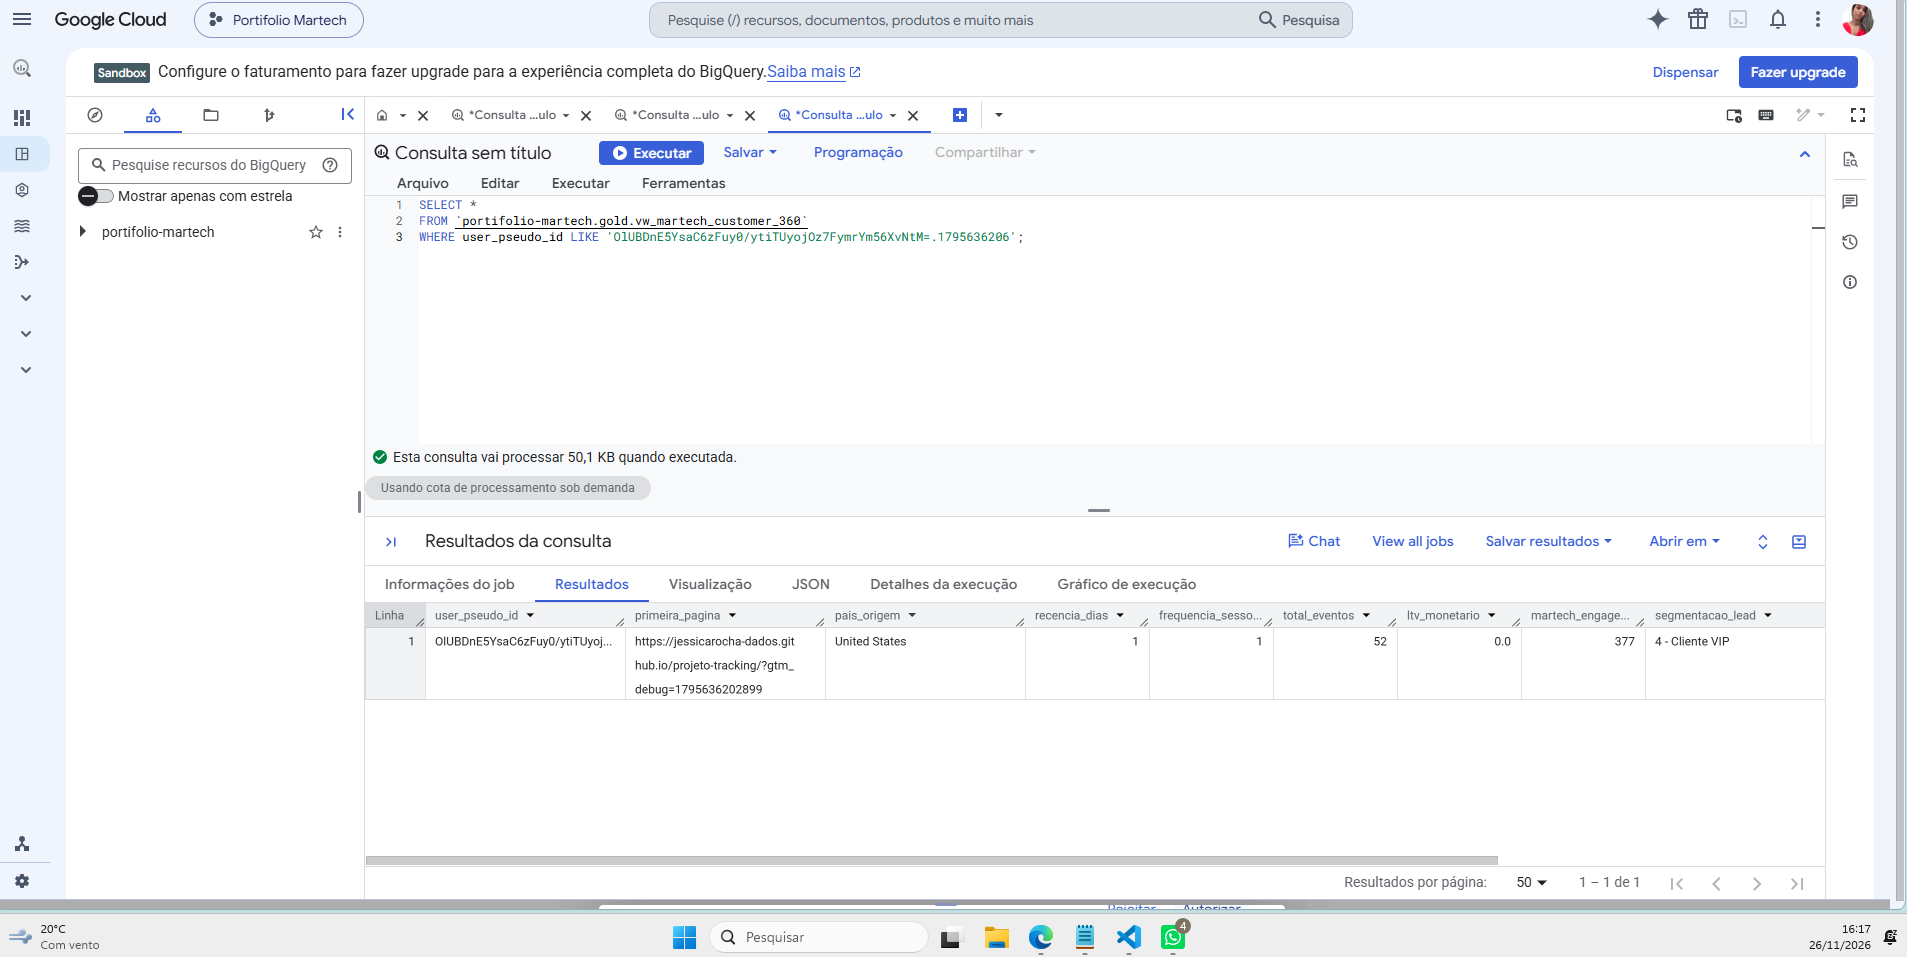 Google Cloud
Portifolio Martech
Pesquise (/) recursos, documentos, produtos e muito mais
Pesquisa
Sandbox
Configure o faturamento para fazer upgrade para a experiência completa do BigQuery.Saiba mais
Dispensar
Fazer upgrade
*Consulta ...ulo
*Consulta ...ulo
*Consulta ...ulo
Pesquise recursos do BigQuery
Mostrar apenas com estrela
portifolio-martech
Consulta sem título
Executar
Salvar
Programação
Compartilhar
Arquivo
Editar
Executar
Ferramentas
1 SELECT *
2 FROM `portifolio-martech.gold.vw_martech_customer_360`
3 WHERE user_pseudo_id LIKE 'OlUBDnE5YsaC6zFuy0/ytiTUyojOz7FymrYm56XvNtM=.1795636206';
Esta consulta vai processar 50,1 KB quando executada.
Usando cota de processamento sob demanda
Resultados da consulta
Chat
View all jobs
Salvar resultados
Abrir em
Informações do job
Resultados
Visualização
JSON
Detalhes da execução
Gráfico de execução
Linha user_pseudo_id primeira_pagina pais_origem recencia_dias frequencia_sesso... total_eventos ltv_monetario martech_engage... segmentacao_lead
1 OlUBDnE5YsaC6zFuy0/ytiTUyoj... https://jessicarocha-dados.git United States 1 1 52 0.0 377 4 - Cliente VIP
hub.io/projeto-tracking/?gtm_
debug=1795636202899
Resultados por página:
50
1 – 1 de 1
Rejeitar
Autorizar
20°C
Com vento
Pesquisar
4
16:17
26/11/2026